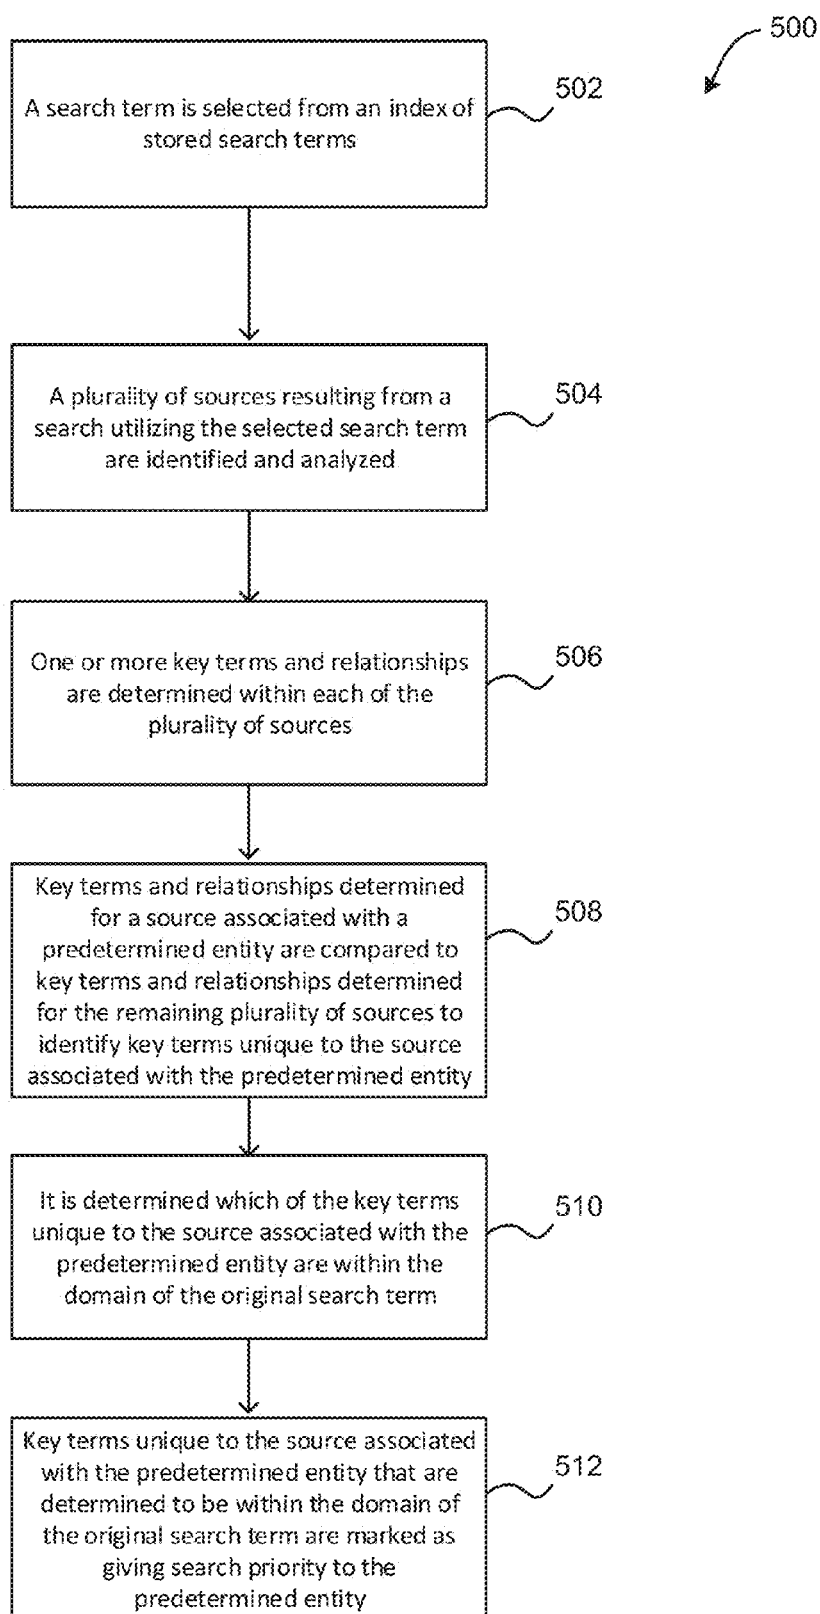 500
A search term is selected from an index of
stored search terms
502
A plurality of sources resulting from a
search utilizing the selected search term
are identified and analyzed
504
One or more key terms and relationships
are determined within each of the
plurality of sources
506
Key terms and relationships determined
for a source associated with a
predetermined entity are compared to
key terms and relationships determined
for the remaining plurality of sources to
identify key terms unique to the source
associated with the predetermined entity
508
It is determined which of the key terms
unique to the source associated with the
predetermined entity are within the
domain of the original search term
510
Key terms unique to the source associated
with the predetermined entity that are
determined to be within the domain of
the original search term are marked as
giving search priority to the
predetermined entity
512